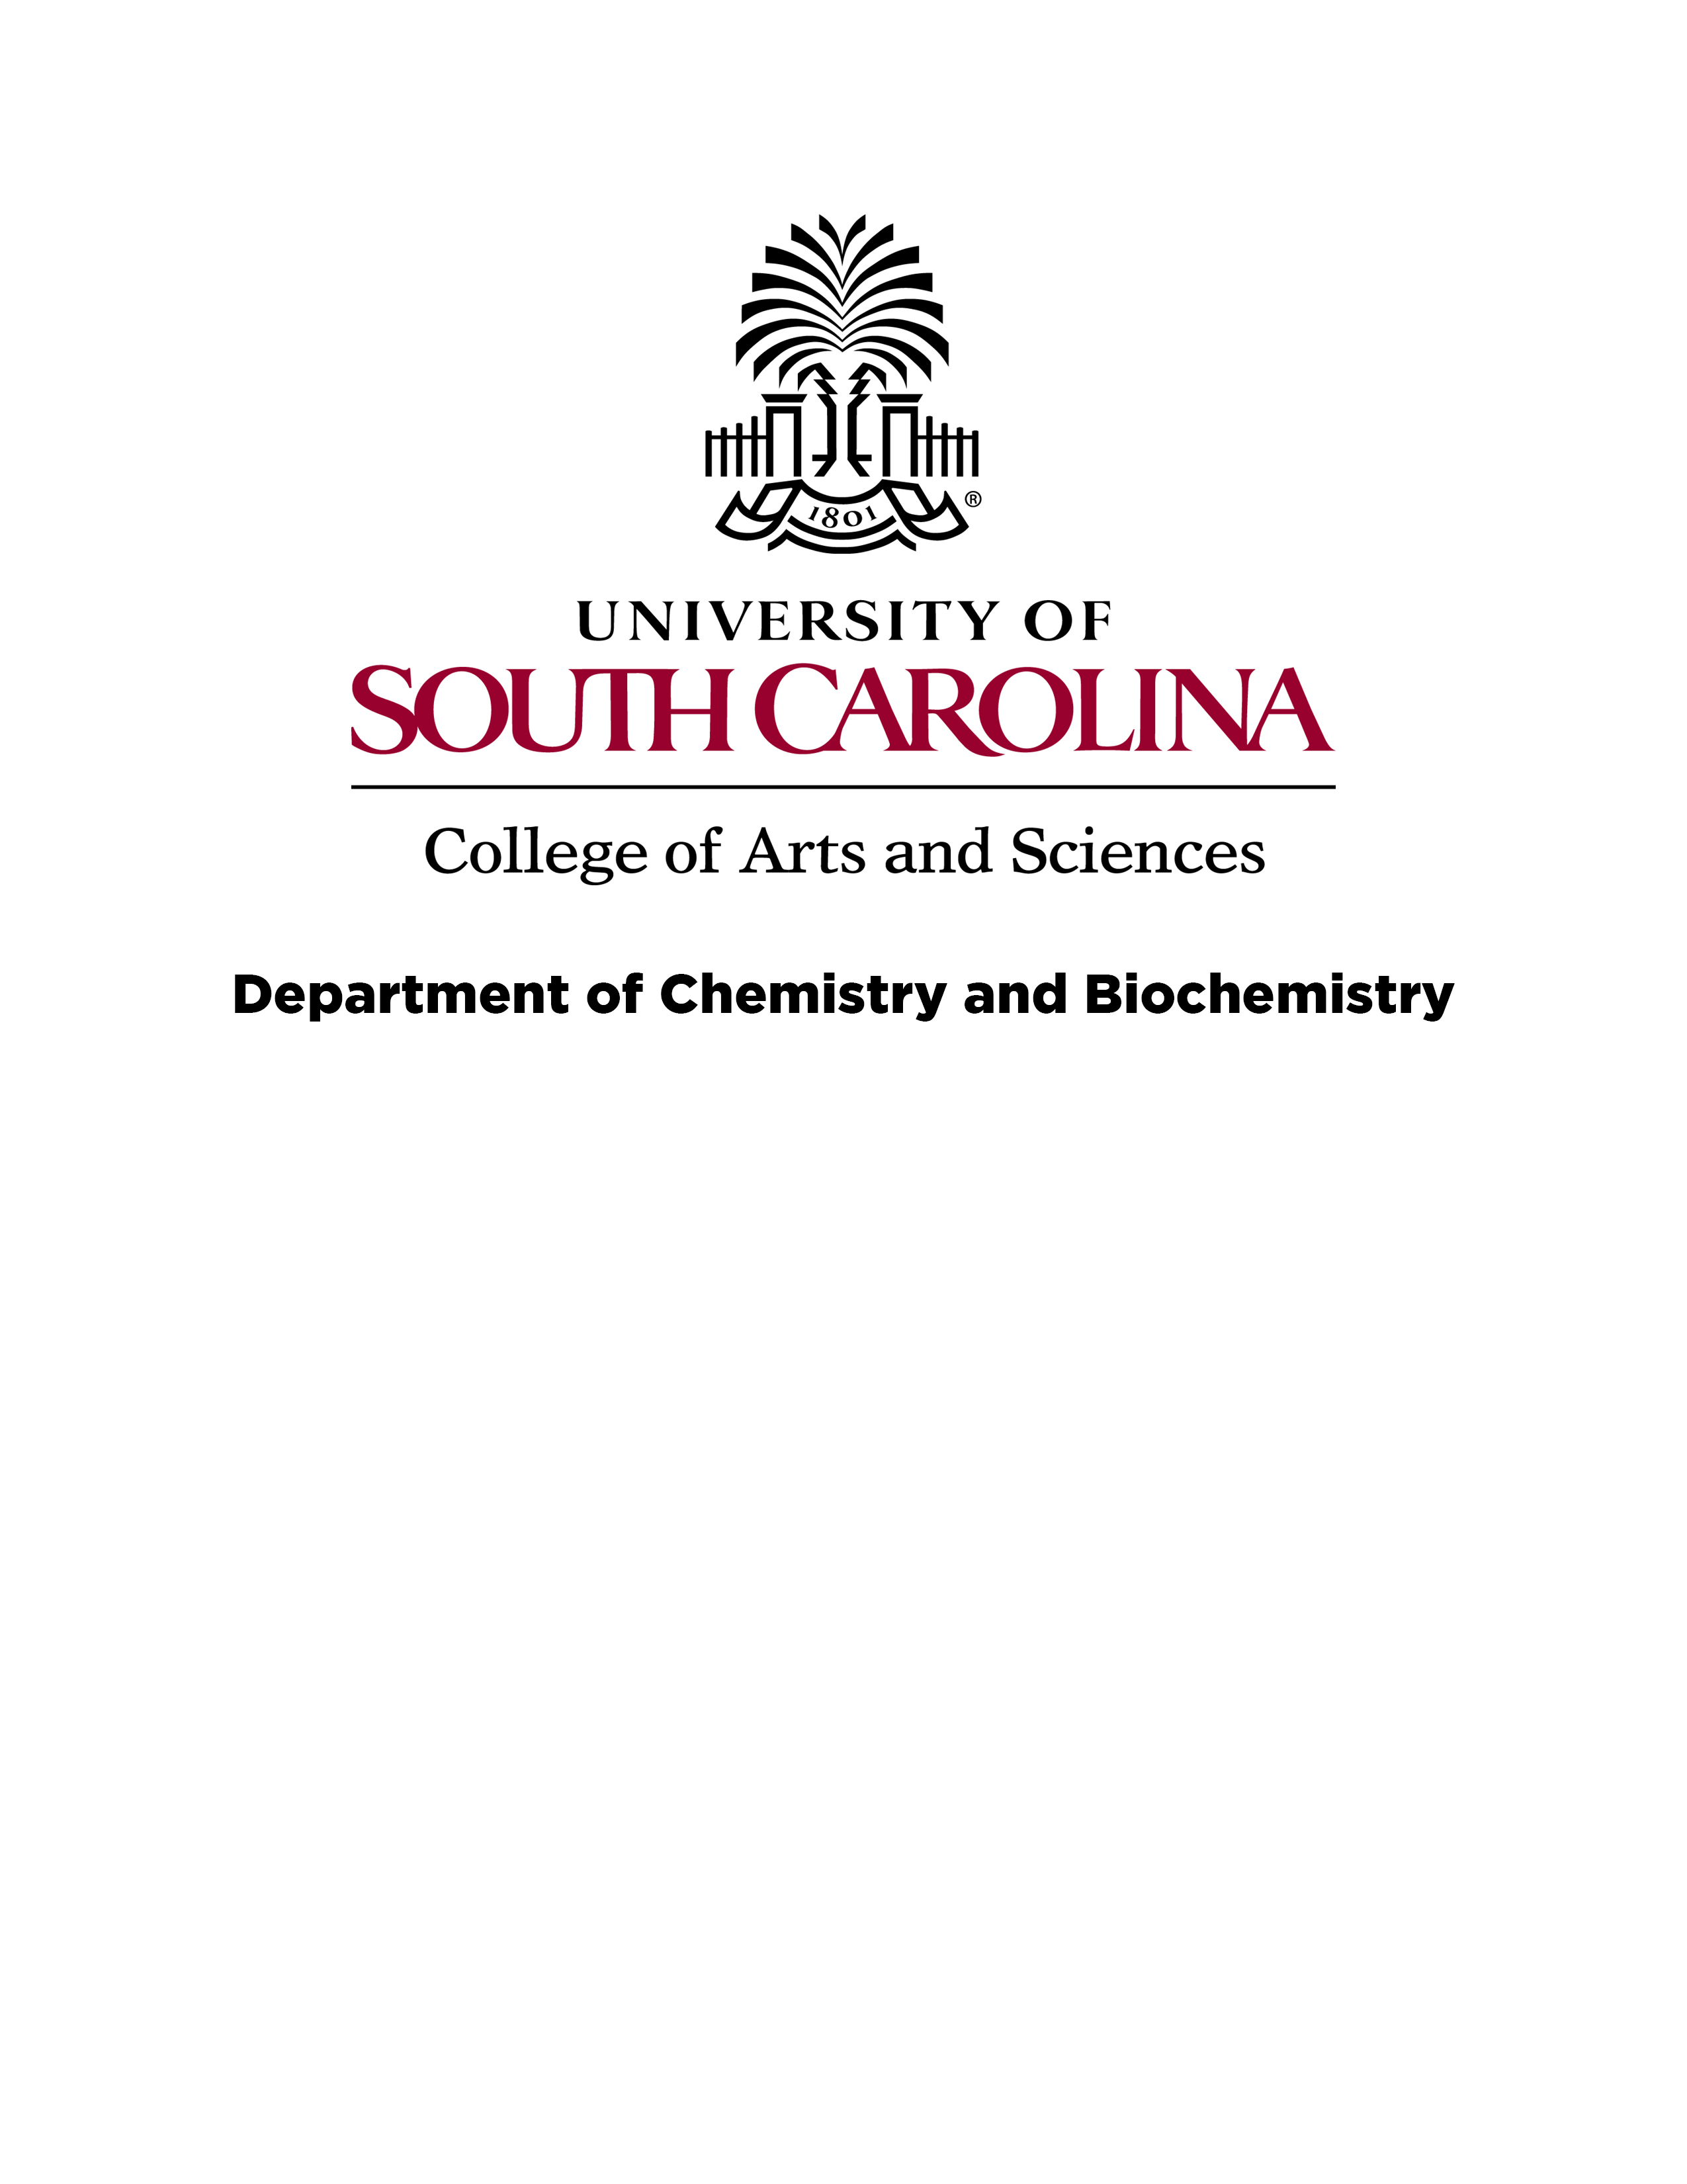 1801
®
UNIVERSITY OF
SOUTH CAROLINA
College of Arts and Sciences
Department of Chemistry and Biochemistry